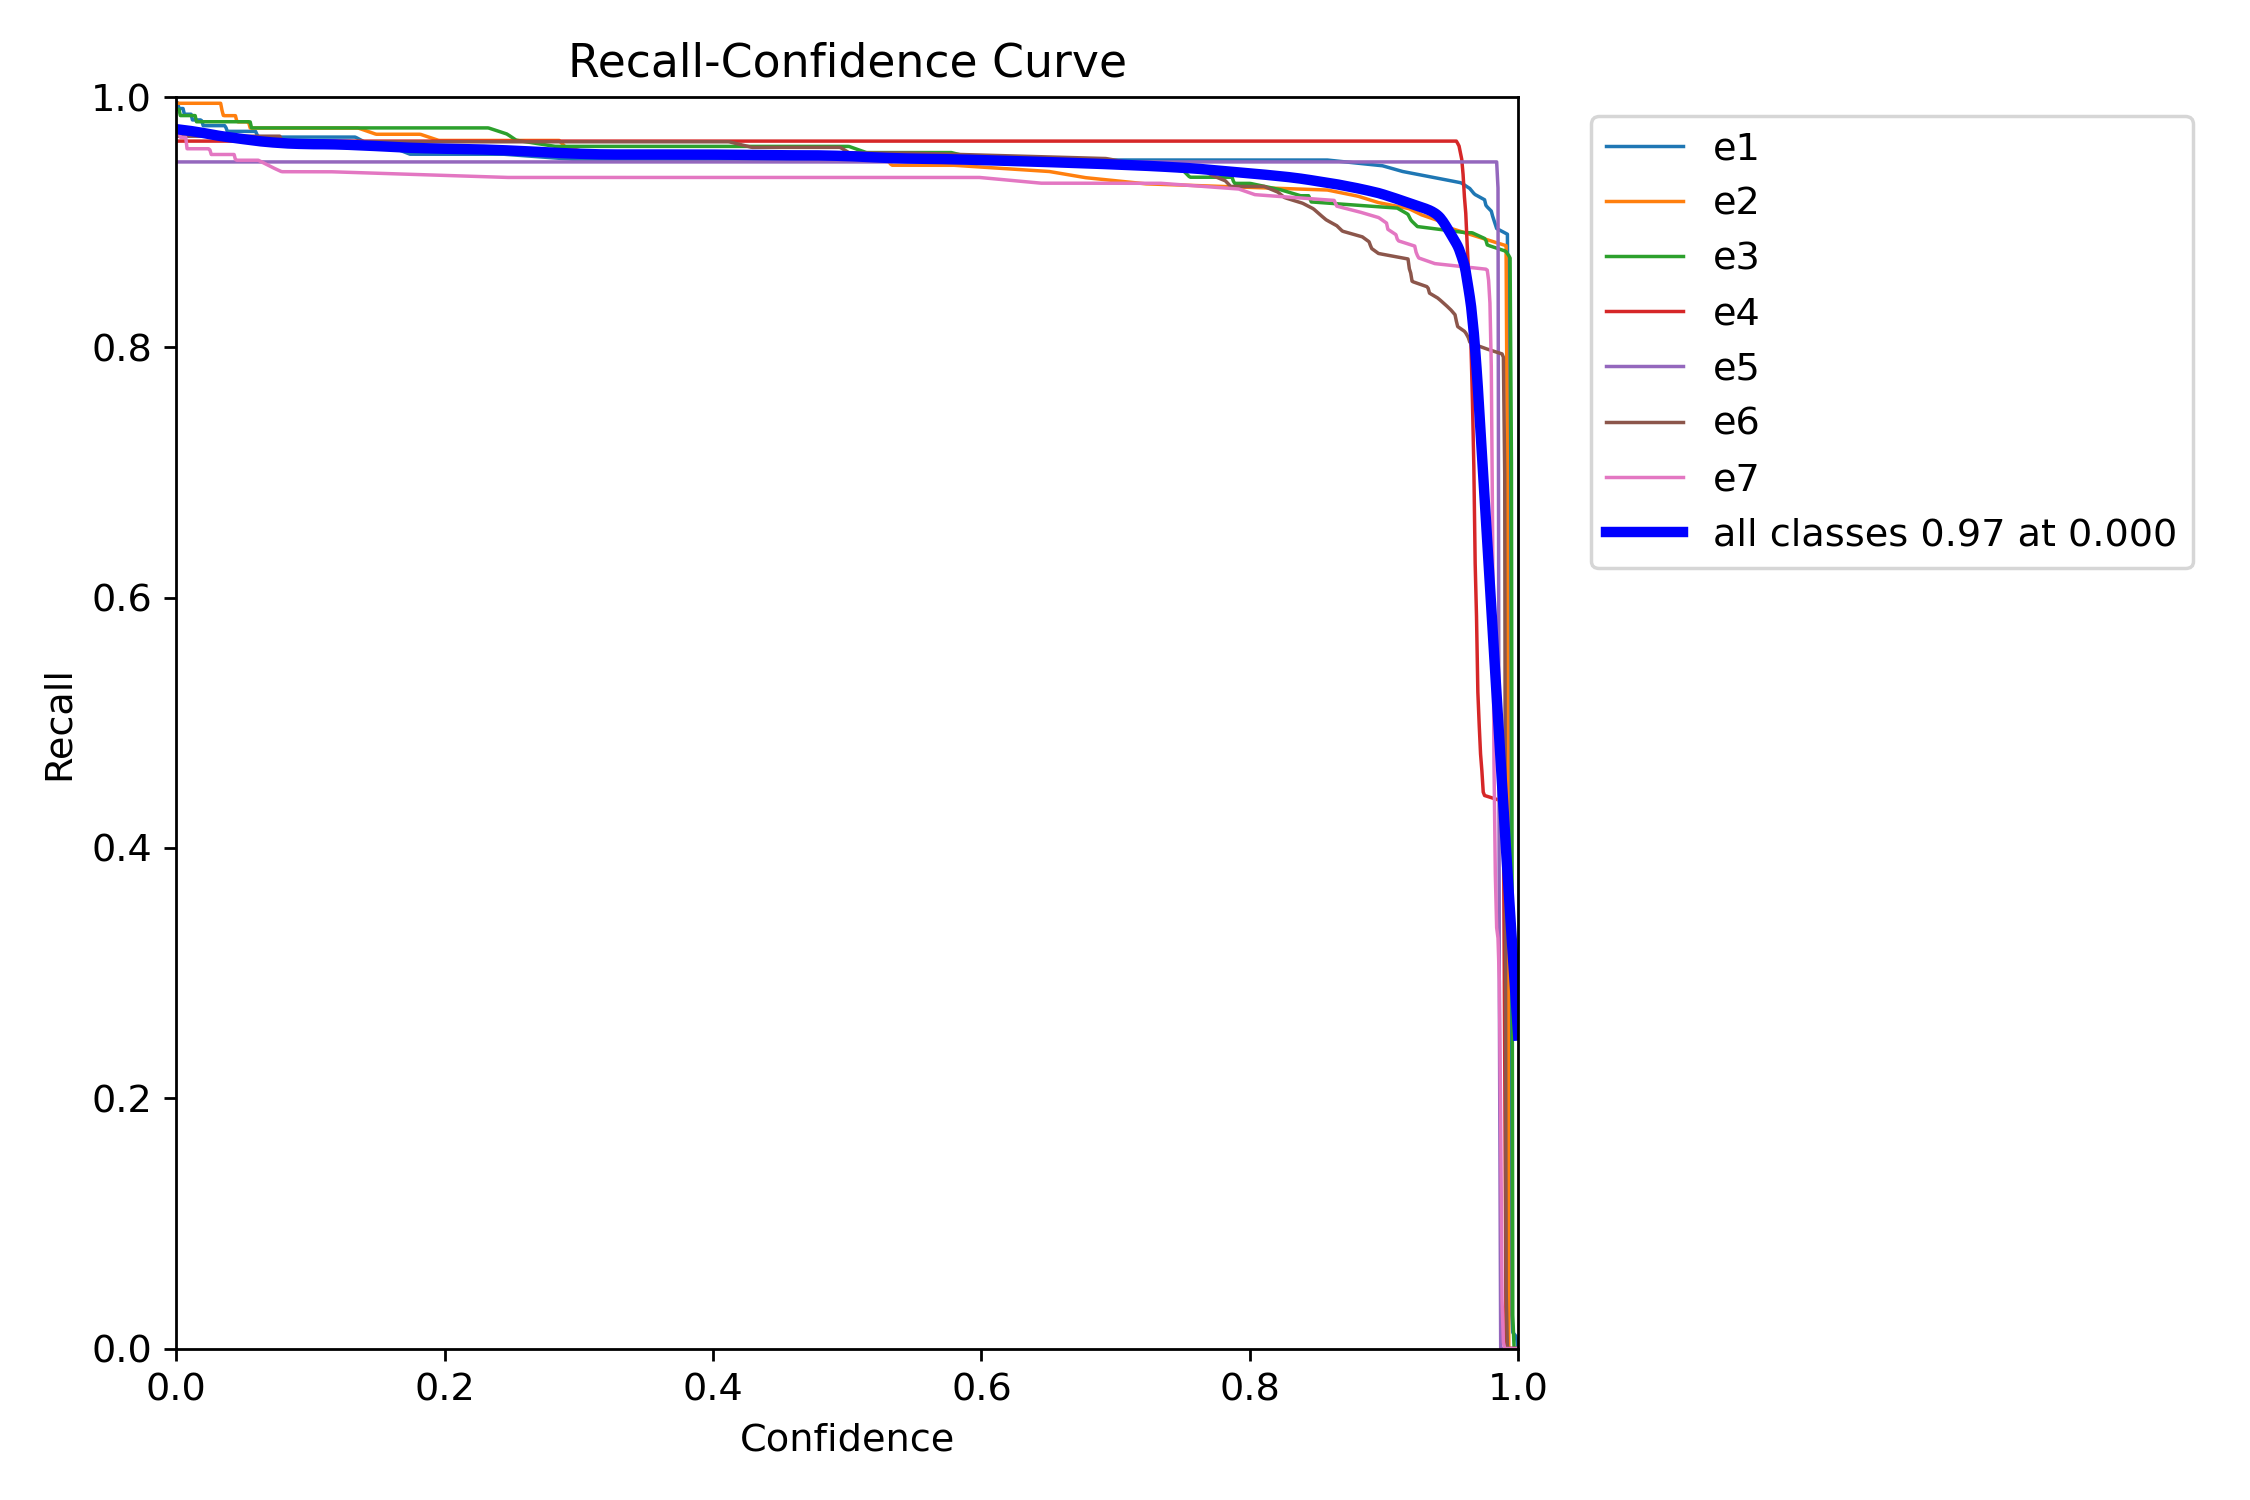 Recall-Confidence Curve
1.0
0.8
0.6
0.4
0.2
0.0
Recall
0.0 0.2 0.4 0.6 0.8 1.0
Confidence
e1
e2
e3
e4
e5
e6
e7
all classes 0.97 at 0.000